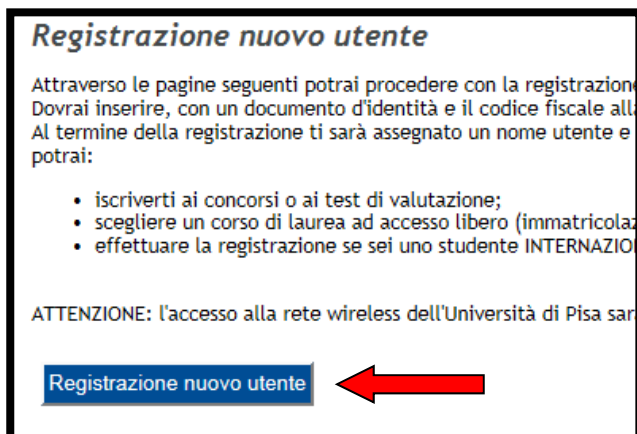 Registrazione nuovo utente
Attraverso le pagine seguenti potrai procedere con la registrazione
Dovrai inserire, con un documento d'identità e il codice fiscale alla
Al termine della registrazione ti sarà assegnato un nome utente e
potrai:
• iscriverti ai concorsi o ai test di valutazione;
• scegliere un corso di laurea ad accesso libero (immatricolaz
• effettuare la registrazione se sei uno studente INTERNAZIO
ATTENZIONE: l'accesso alla rete wireless dell'Università di Pisa sar
Registrazione nuovo utente